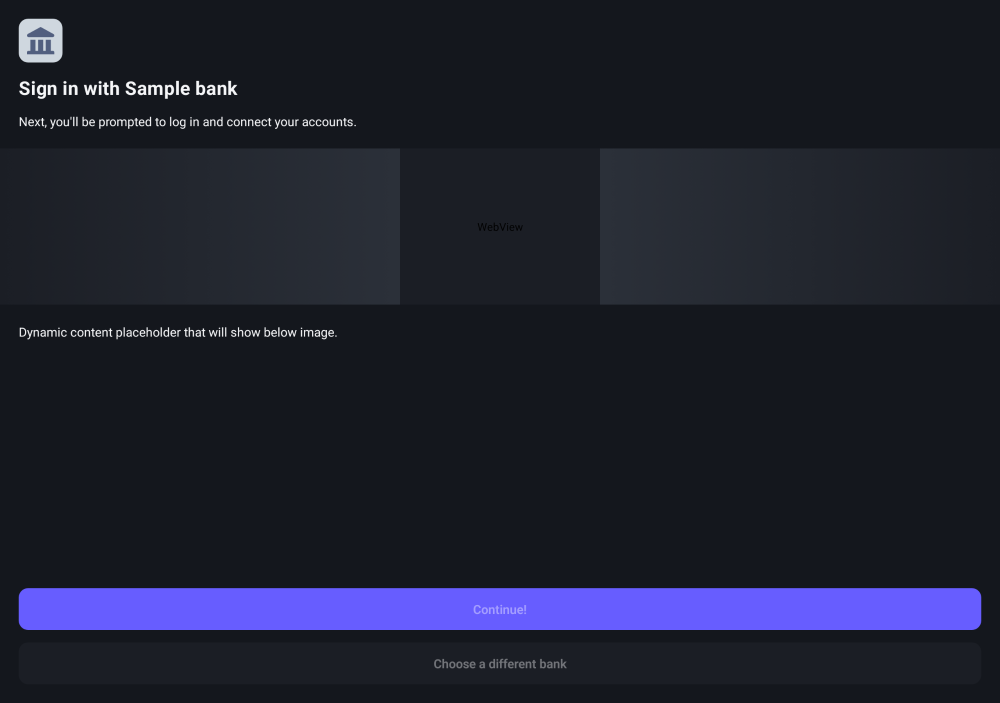 Sign in with Sample bank
Next, you'll be prompted to log in and connect your accounts.
WebView
Dynamic content placeholder that will show below image.
Continue!
Choose a different bank